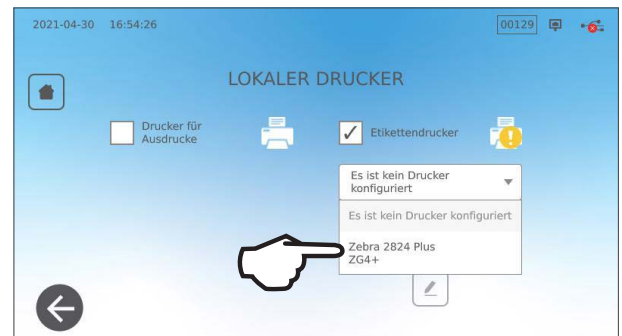 2021-04-30 16:54:26
00129
LOKALER DRUCKER
Drucker für
Ausdrucke
Etikettendrucker
Es ist kein Drucker
konfiguriert
Es ist kein Drucker konfiguriert
Zebra 2824 Plus
ZG4+